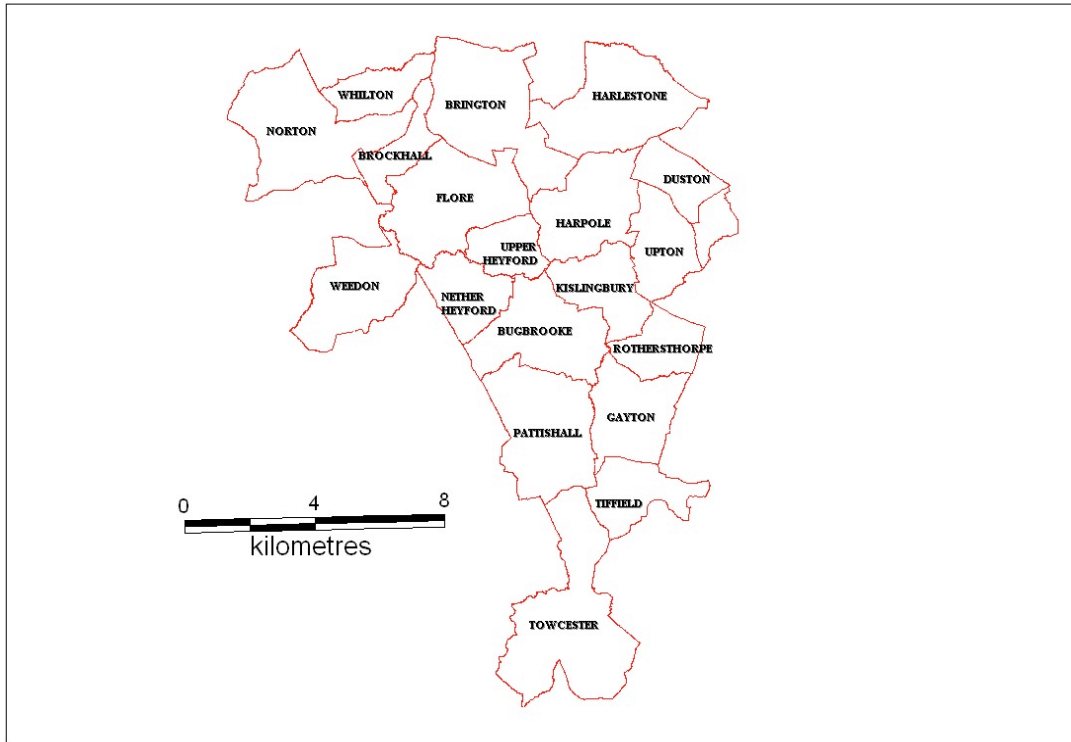 WHILTON
BRINGTON
HARLESTONE
NORTON
BROCKHALL
DUSTON
FLORE
HARPOLE
UPPER
HEYFORD
UPTON
WEEDON
KISLINGBURY
NETHER
HEYFORD
BUGBROOKE
ROTHERSTHORPE
GAYTON
PATTISHALL
TIFFIELD
0 4 8
kilometres
TOWCESTER